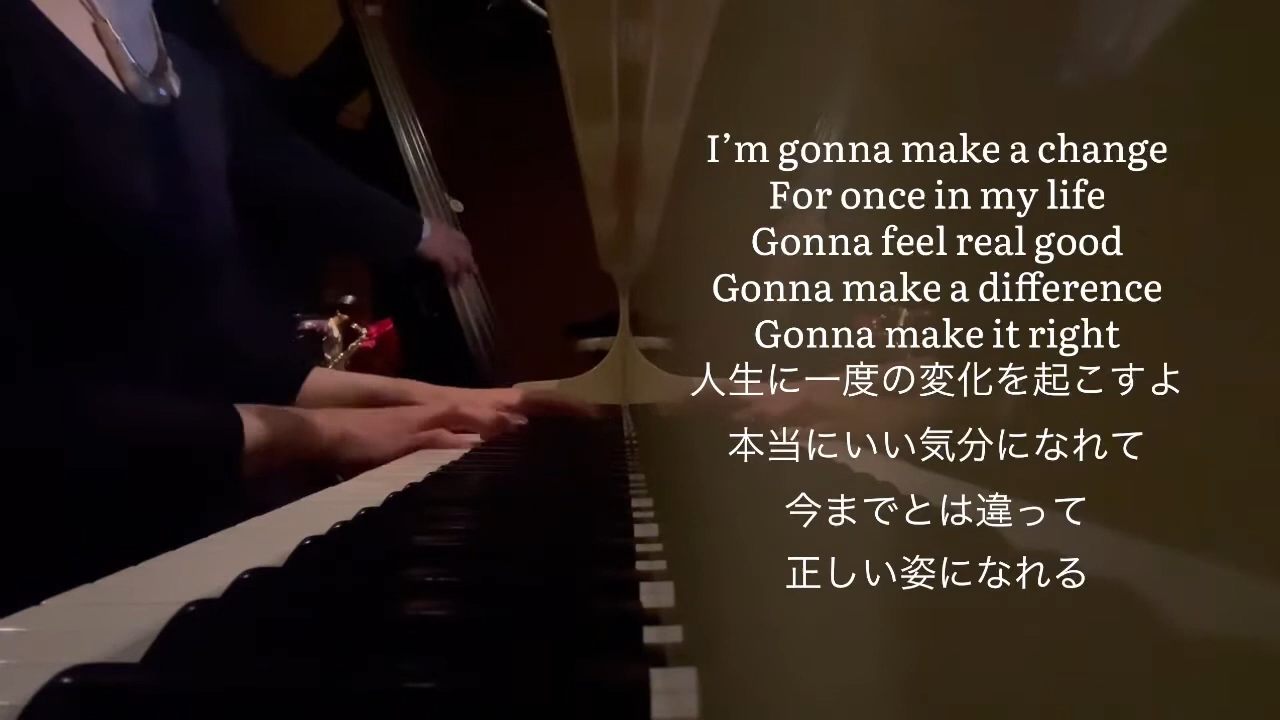 I’m gonna make a change
For once in my life
Gonna feel real good
Gonna make a difference
Gonna make it right
人生に一度の変化を起こすよ
本当にいい気分になれて
今までとは違って
正しい姿になれる